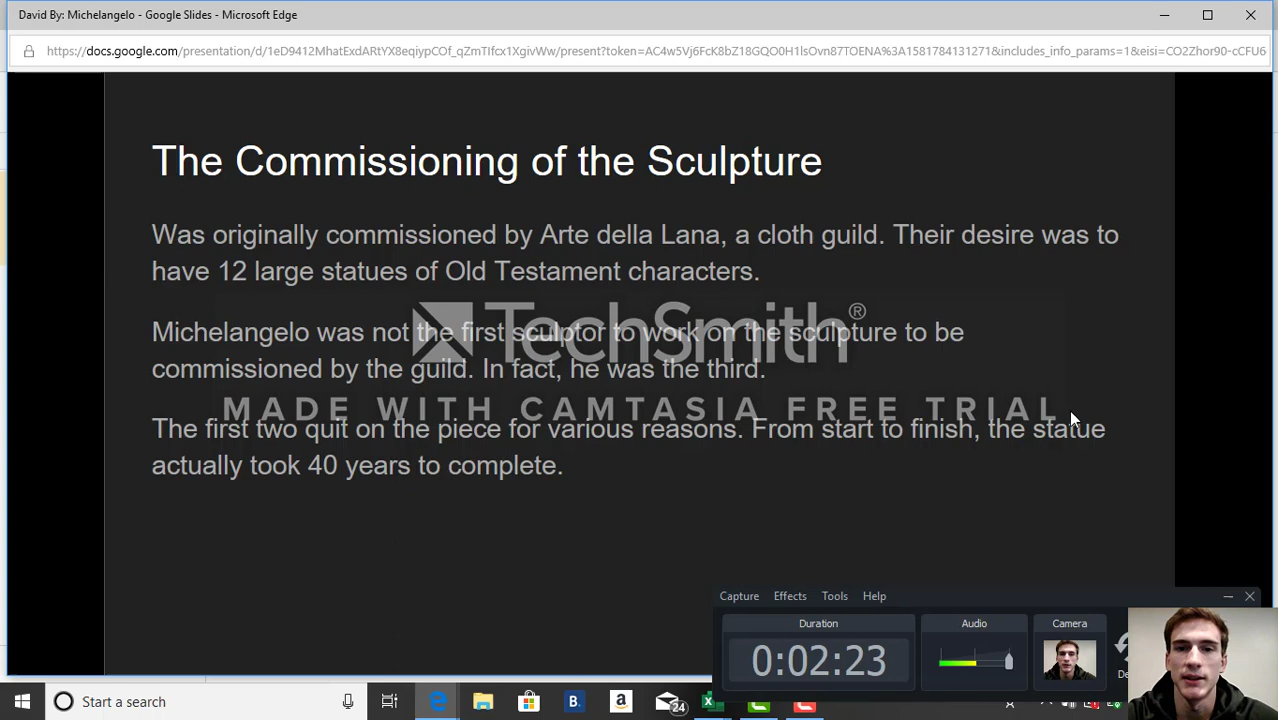 David By: Michelangelo - Google Slides - Microsoft Edge
https://docs.google.com/presentation/d/1eD9412MhatExdARtYX8eqiypCOf_qZmTIfcx1XgivWw/present?token=AC4w5Vj6FcK8bZ18GQO0H1lsOvn87TOENA%3A1581784131271&includes_info_params=1&eisi=CO2Zhor90-cCFU6
The Commissioning of the Sculpture
Was originally commissioned by Arte della Lana, a cloth guild. Their desire was to
have 12 large statues of Old Testament characters.
TechSmith®
Michelangelo was not the first sculptor to work on the sculpture to be
commissioned by the guild. In fact, he was the third.
MADE WITH CAMTASIA FREE TRIAL
The first two quit on the piece for various reasons. From start to finish, the statue
actually took 40 years to complete.
Capture Effects Tools Help
Duration Audio Camera
0:02:23
De
Start a search
B.
a
24